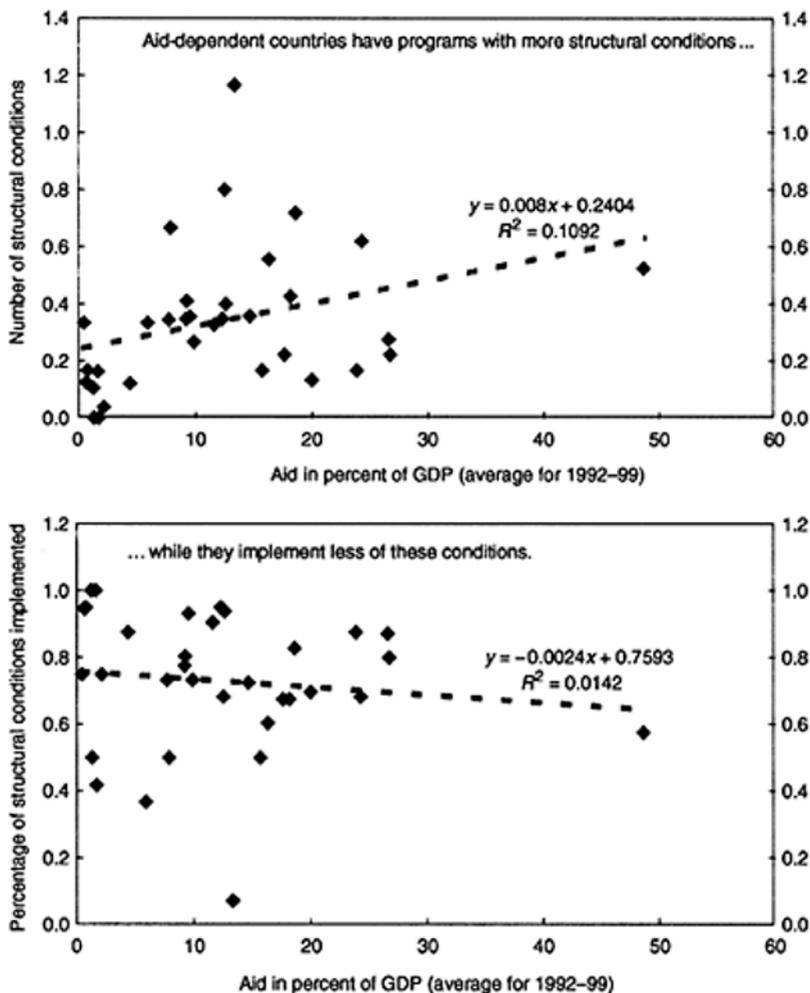 Aid-dependent countries have programs with more structural conditions ...
Number of structural conditions
1.4
1.2
1.0
0.8
0.6
0.4
0.2
0.0
1.4
1.2
1.0
0.8
0.6
0.4
0.2
0.0
y = 0.008x + 0.2404
R² = 0.1092
0 10 20 30 40 50 60
Aid in percent of GDP (average for 1992–99)
... while they implement less of these conditions.
Percentage of structural conditions implemented
1.2
1.0
0.8
0.6
0.4
0.2
0.0
1.2
1.0
0.8
0.6
0.4
0.2
0.0
y = −0.0024x + 0.7593
R² = 0.0142
0 10 20 30 40 50 60
Aid in percent of GDP (average for 1992–99)